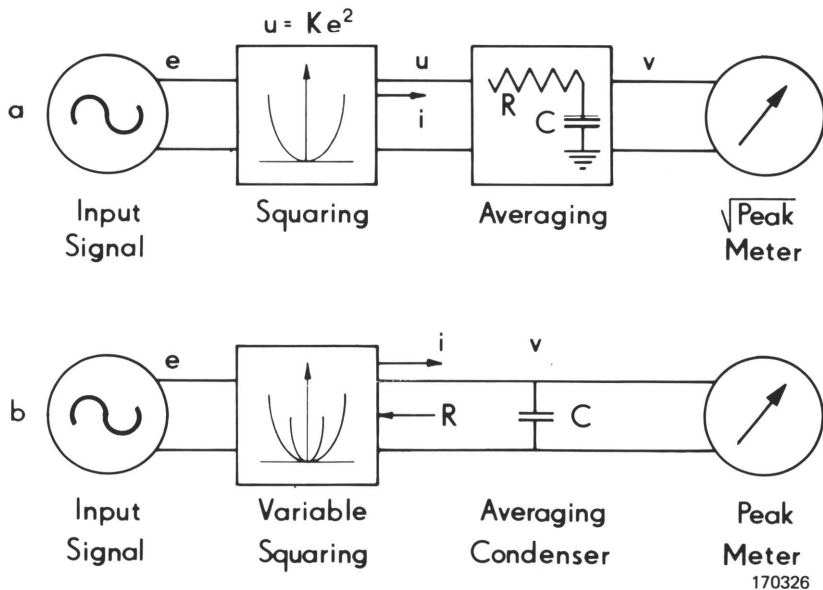 u = Ke²
e
u
v
a
i
R
C
Input
Signal
Squaring
Averaging
√Peak
Meter
e
i
v
b
R
C
Input
Signal
Variable
Squaring
Averaging
Condenser
Peak
Meter
170326